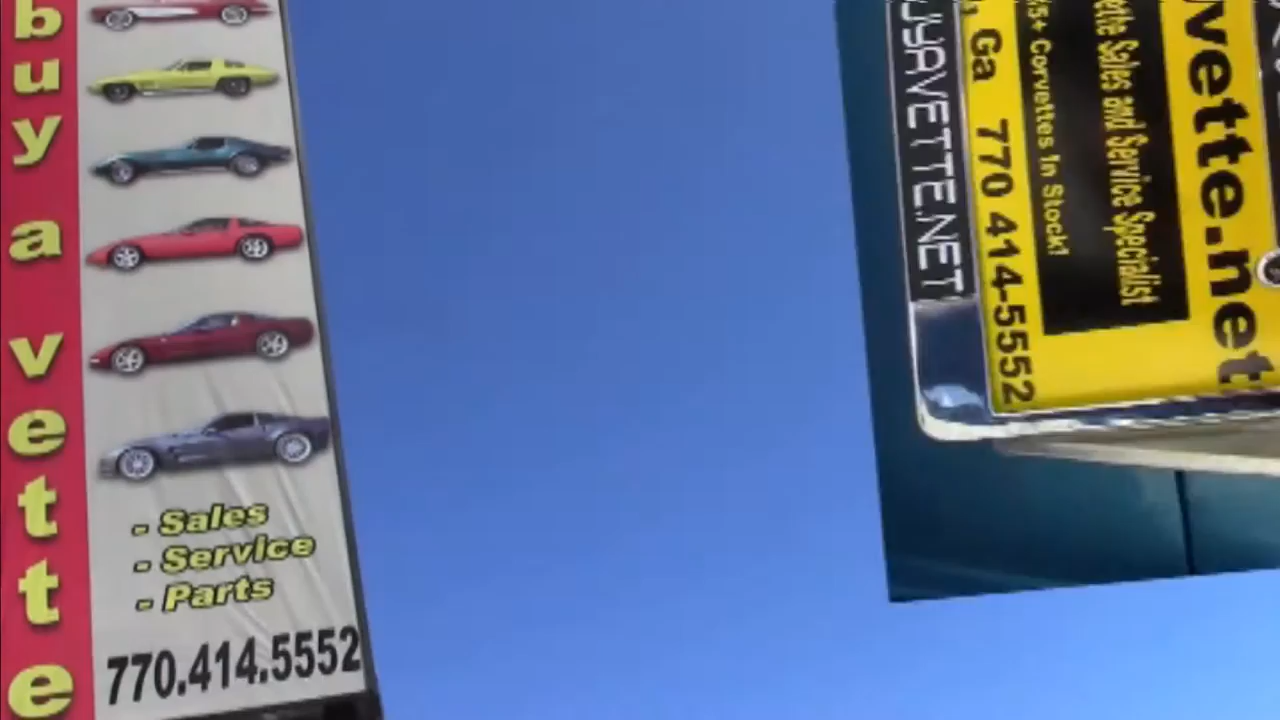 buy a vette
- Sales
- Service
- Parts
770.414.5552
vette.net
Sales and Service Specialist
5+ Corvettes In Stock!
Ga 770 414-5552
UYAVETTE.NET